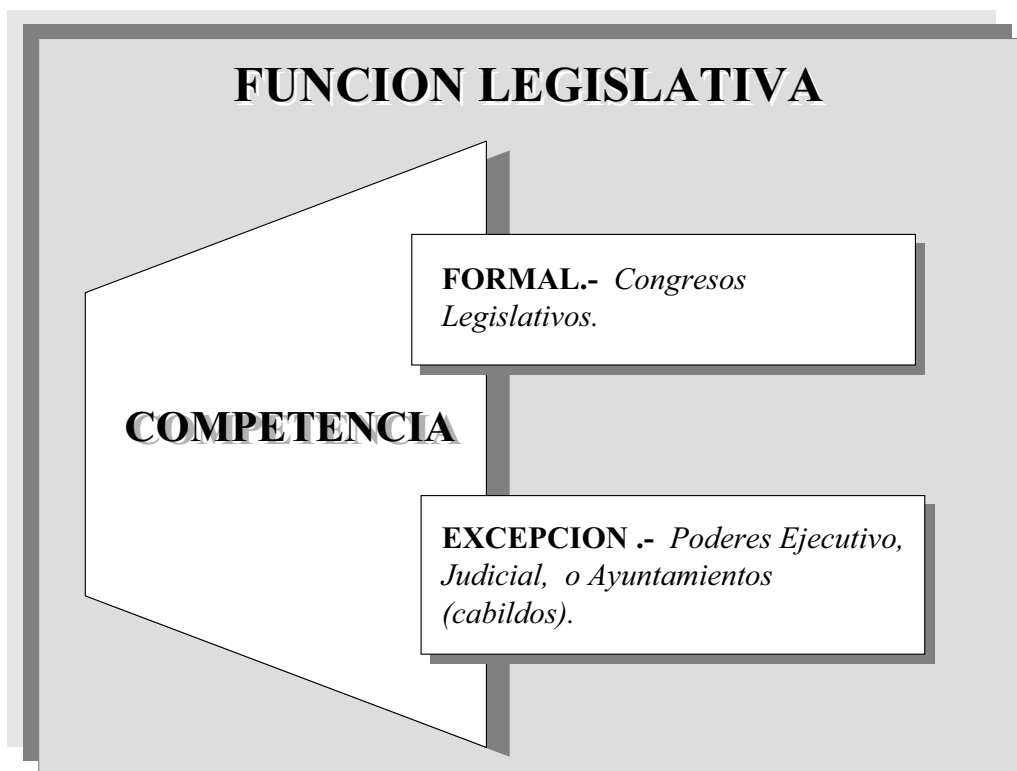 FUNCION LEGISLATIVA
FORMAL.- Congresos
Legislativos.
COMPETENCIA
EXCEPCION .- Poderes Ejecutivo,
Judicial, o Ayuntamientos
(cabildos).